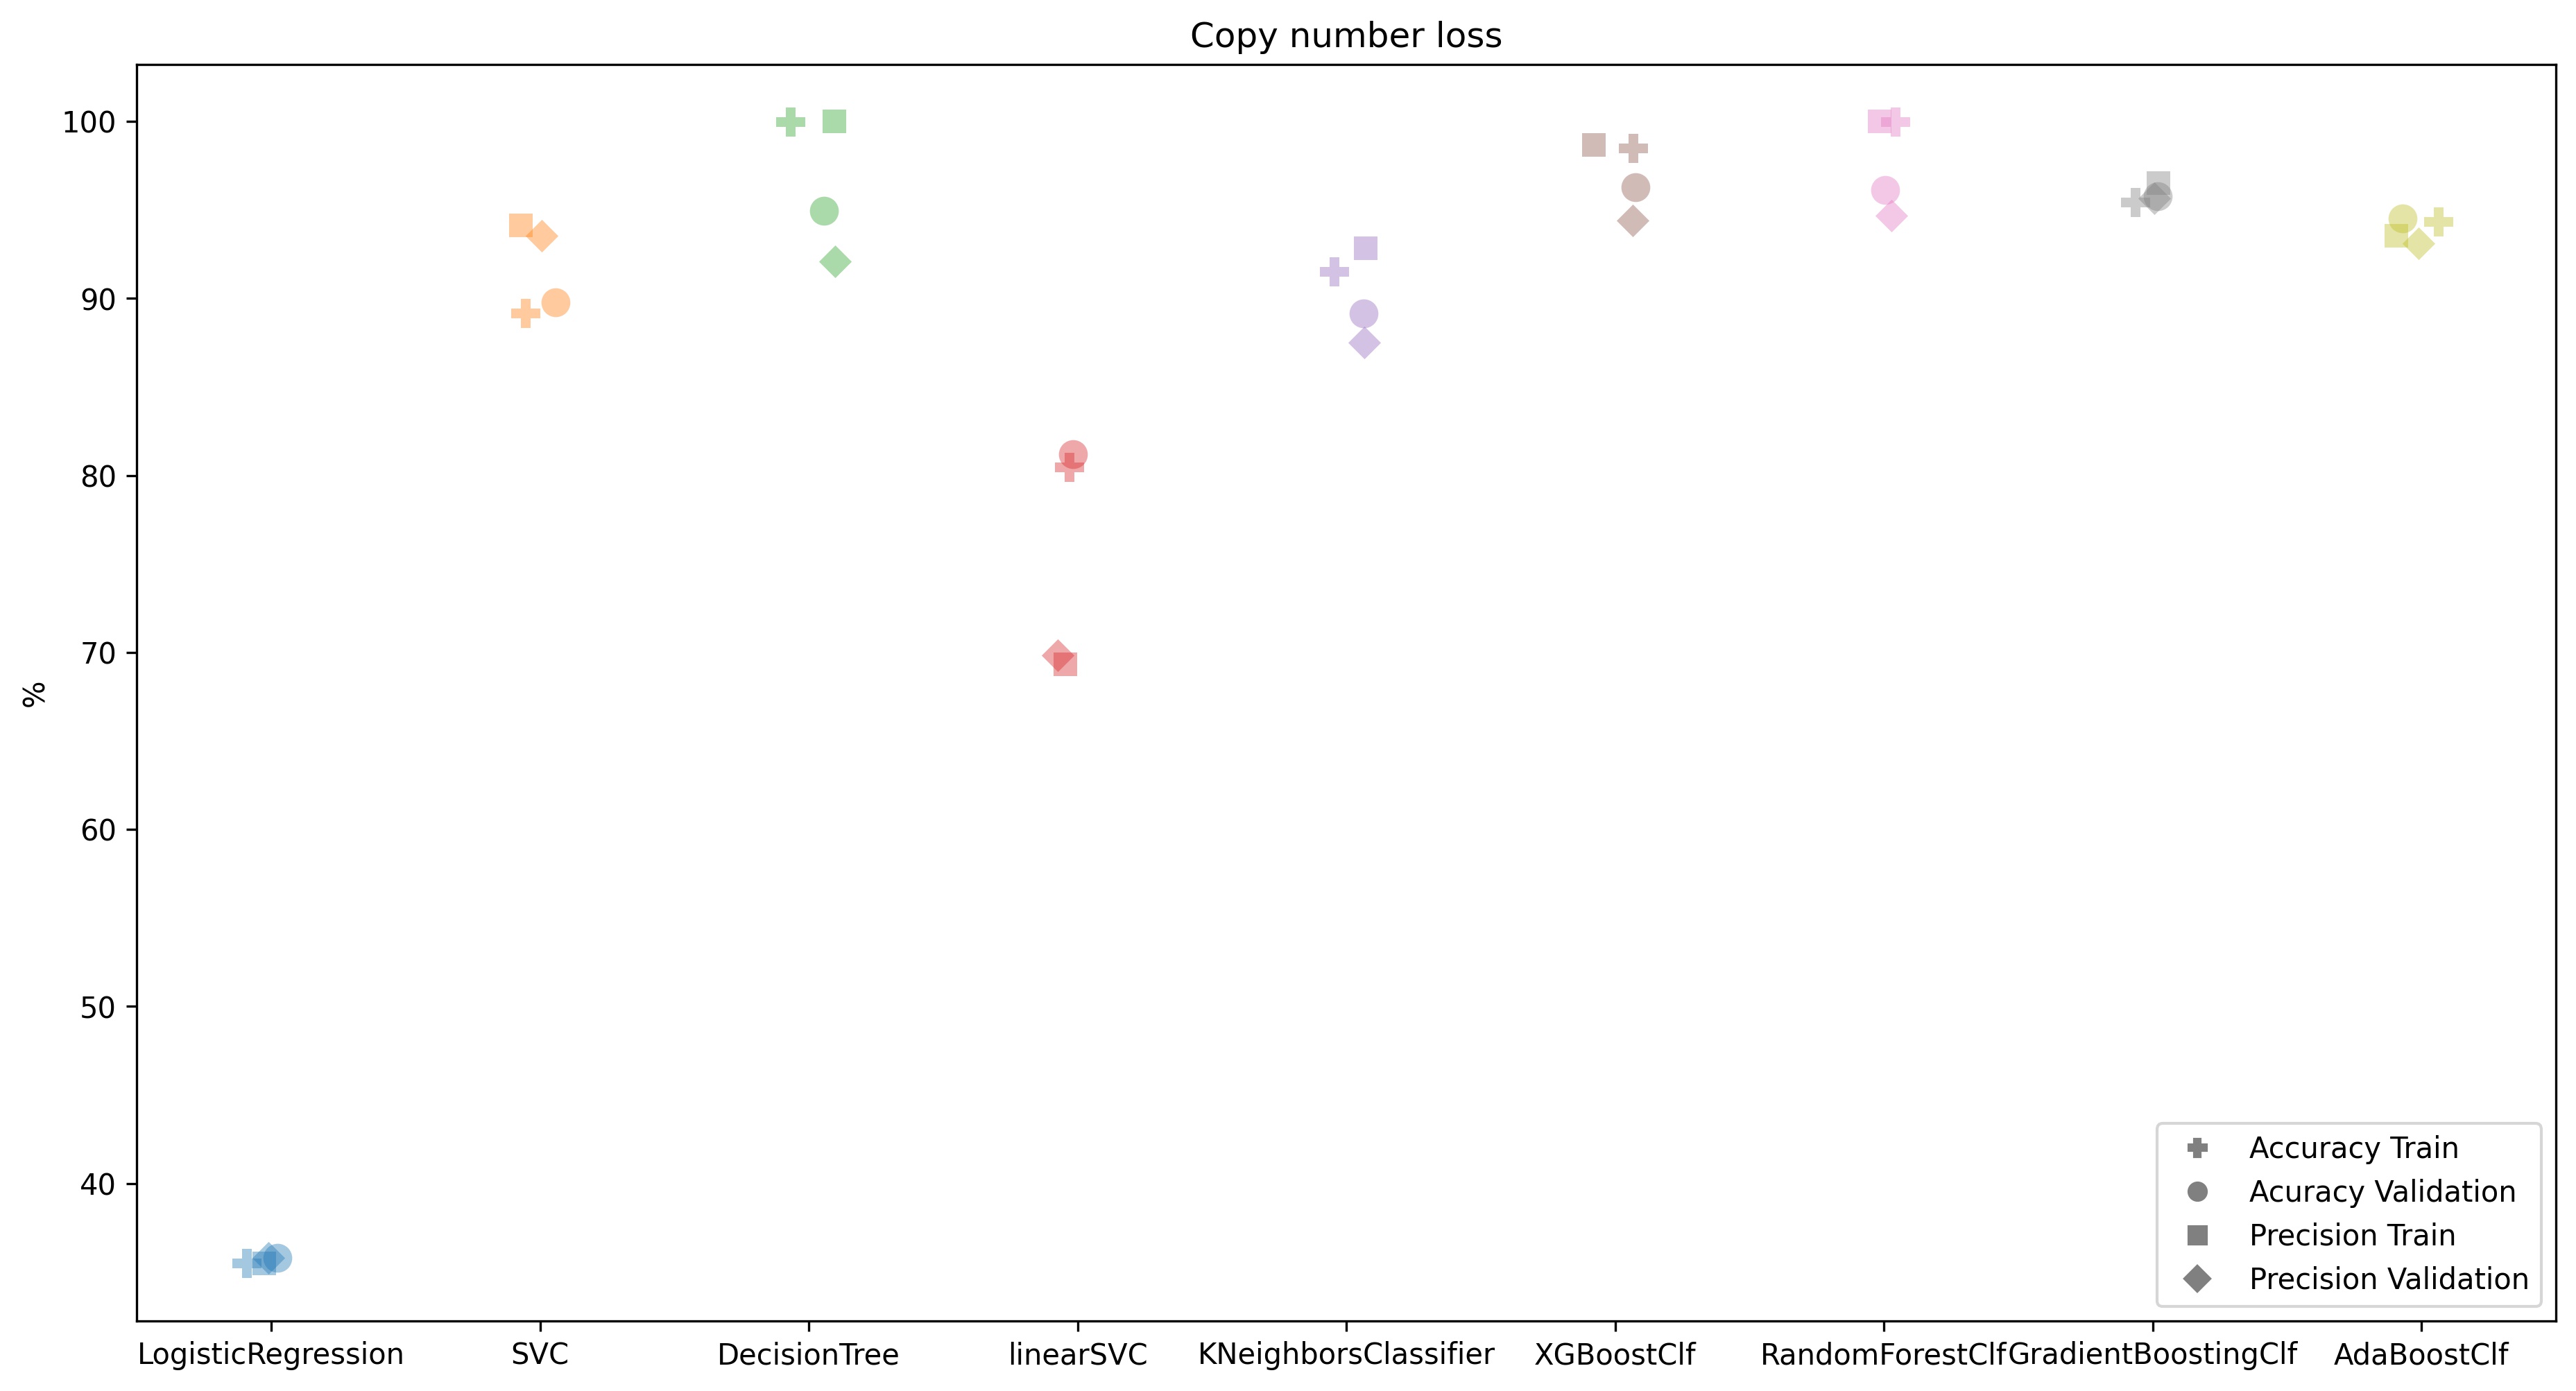 Copy number loss
100
90
80
70
60
50
40
%
LogisticRegression SVC DecisionTree linearSVC KNeighborsClassifier XGBoostClf RandomForestClf GradientBoostingClf AdaBoostClf
Accuracy Train
Acuracy Validation
Precision Train
Precision Validation